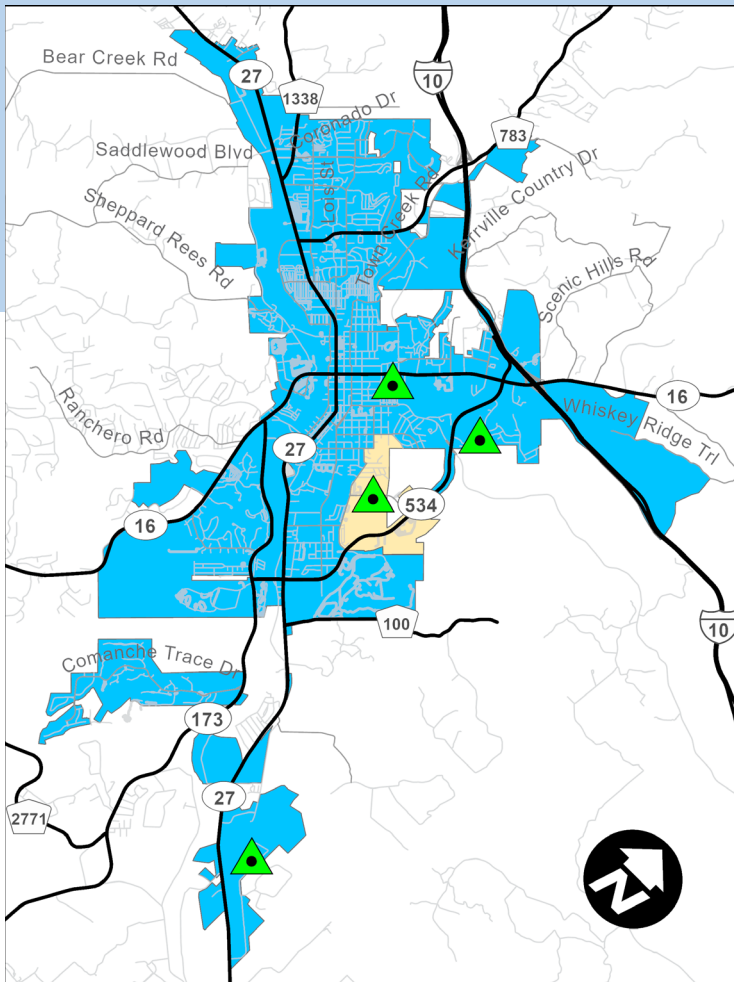 Bear Creek Rd
27
10
1338
Coronado Dr
783
Saddlewood Blvd
Lois St
Town Creek Rd
Kerrville Country Dr
Sheppard Rees Rd
Scenic Hills Rd
16
Whiskey Ridge Trl
Ranchero Rd
27
534
16
100
10
Comanche Trace Dr
173
27
2771
N